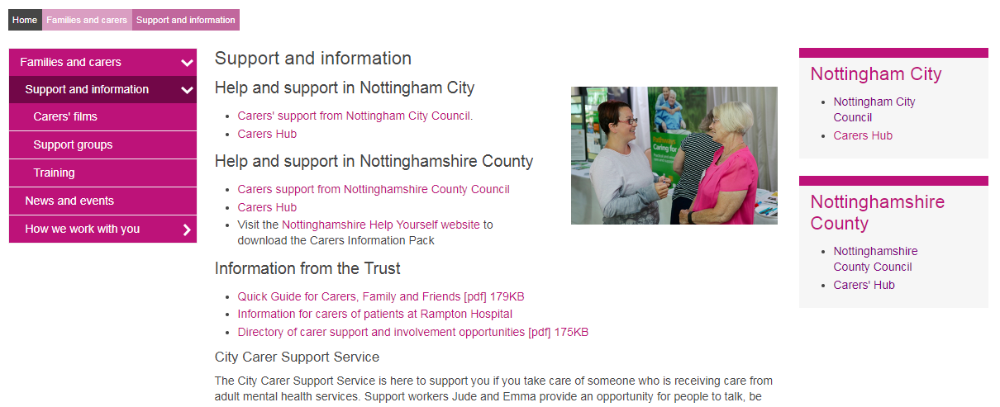 Home Families and carers Support and information
Families and carers
Support and information
Carers' films
Support groups
Training
News and events
How we work with you
Support and information
Help and support in Nottingham City
Carers' support from Nottingham City Council.
Carers Hub
Help and support in Nottinghamshire County
Carers support from Nottinghamshire County Council
Carers Hub
Visit the Nottinghamshire Help Yourself website to
download the Carers Information Pack
Information from the Trust
Quick Guide for Carers, Family and Friends [pdf] 179KB
Information for carers of patients at Rampton Hospital
Directory of carer support and involvement opportunities [pdf] 175KB
City Carer Support Service
The City Carer Support Service is here to support you if you take care of someone who is receiving care from
adult mental health services. Support workers Jude and Emma provide an opportunity for people to talk, be
Caring for
Nottingham City
Nottingham City
Council
Carers Hub
Nottinghamshire
County
Nottinghamshire
County Council
Carers' Hub